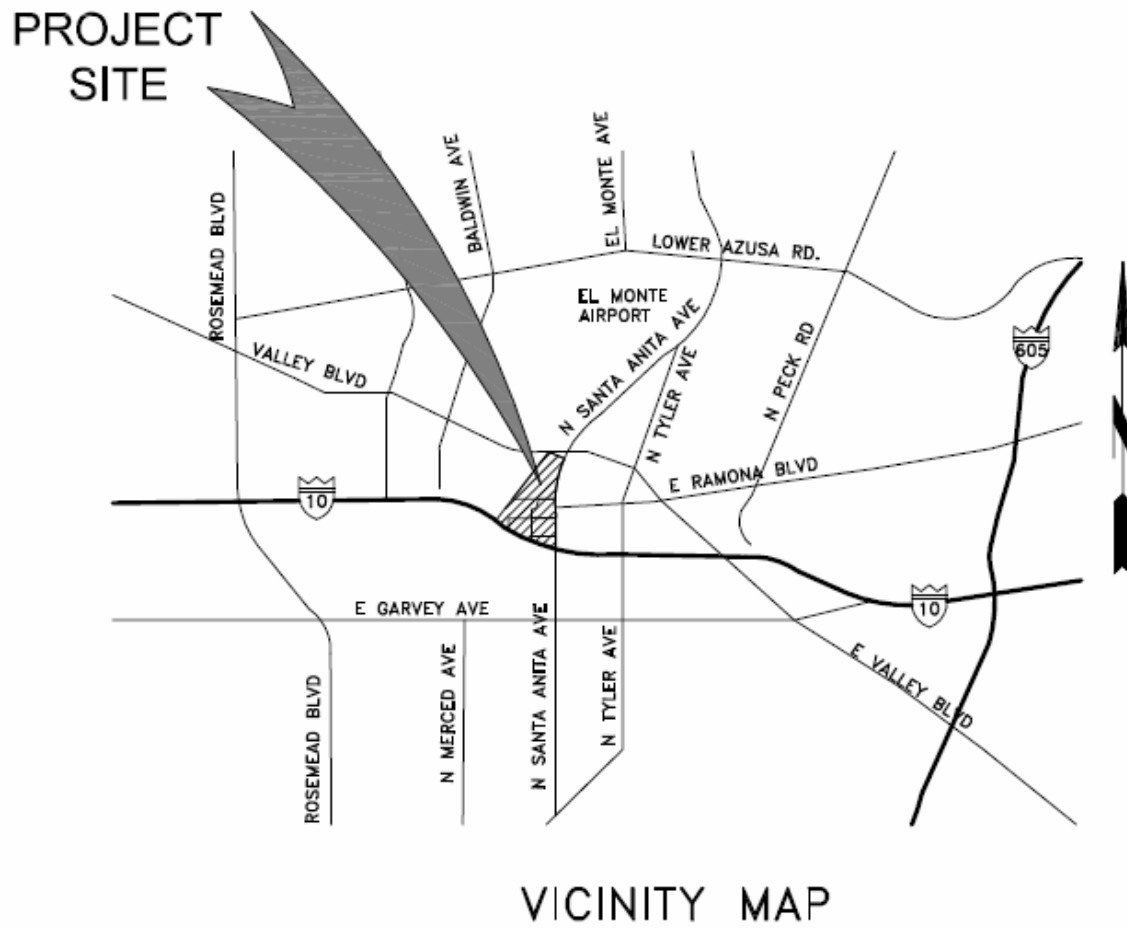 PROJECT
SITE
BALDWIN AVE
EL MONTE AVE
ROSEMEAD BLVD
LOWER AZUSA RD.
EL MONTE
AIRPORT
VALLEY BLVD
N SANTA ANITA AVE
N TYLER AVE
N PECK RD
605
E RAMONA BLVD
10
10
E GARVEY AVE
ROSEMEAD BLVD
N MERCED AVE
N SANTA ANITA AVE
N TYLER AVE
E VALLEY BLVD
N
VICINITY MAP